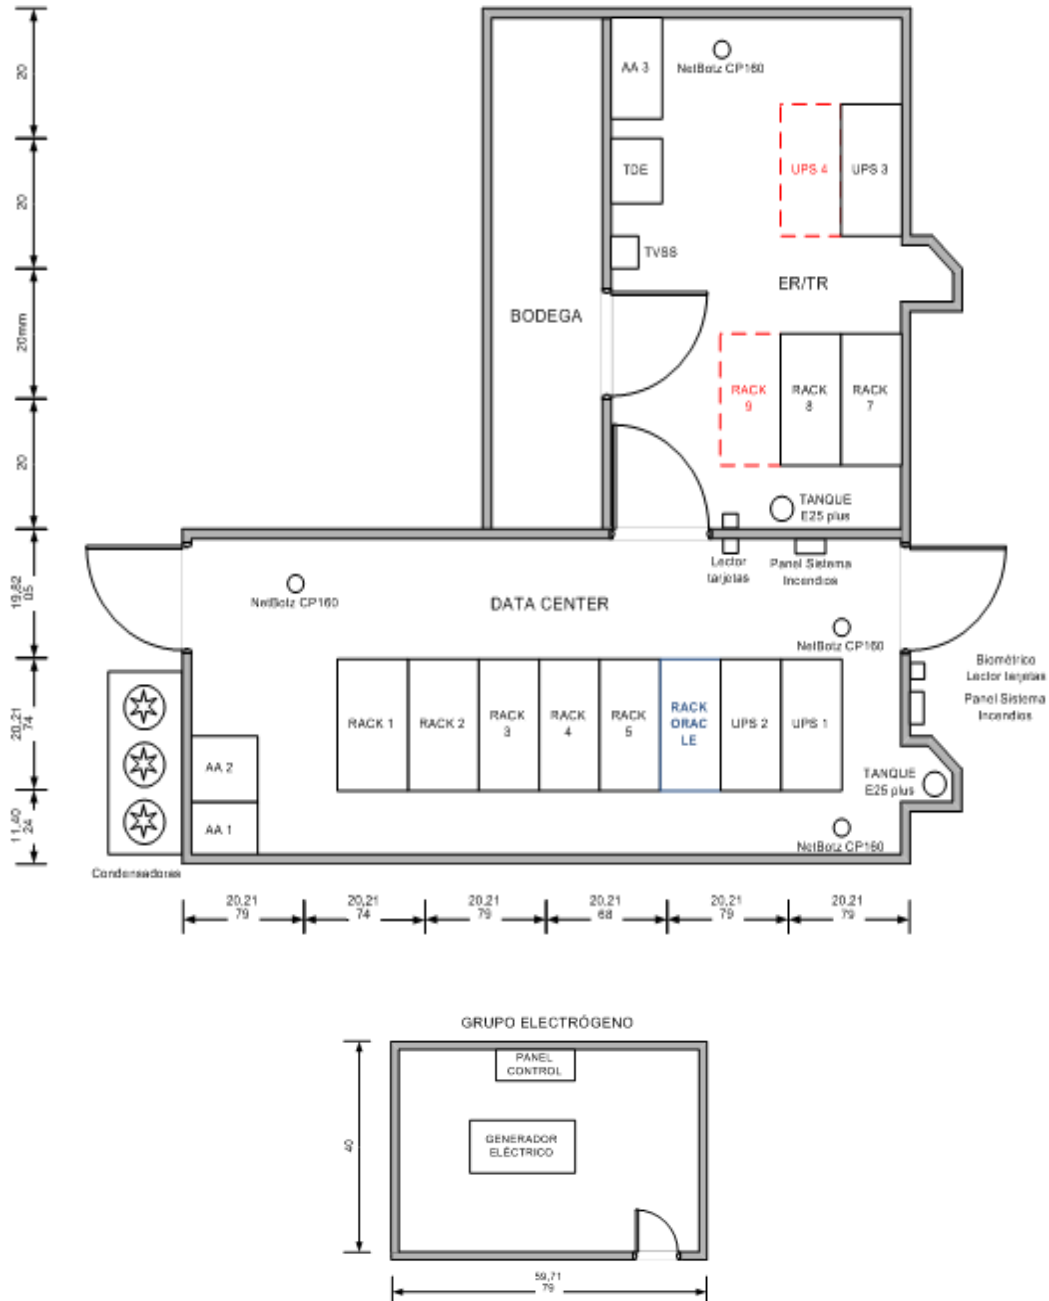 20
20
20mm
20
19,82
05
20,21
74
11,40
24
AA 3
NetBotz CP160
TDE
UPS 4
UPS 3
TVSS
ER/TR
BODEGA
RACK
9
RACK
8
RACK
7
TANQUE
E25 plus
Lector
tarjetas
Panel Sistema
Incendios
NetBotz CP160
DATA CENTER
NetBotz CP160
Biométrico
Lector tarjetas
Panel Sistema
Incendios
RACK 1
RACK 2
RACK
3
RACK
4
RACK
5
RACK
ORAC
LE
UPS 2
UPS 1
AA 2
AA 1
TANQUE
E25 plus
NetBotz CP160
Condensadoras
20,21
79
20,21
74
20,21
79
20,21
68
20,21
79
20,21
79
GRUPO ELECTRÓGENO
PANEL
CONTROL
40
GENERADOR
ELÉCTRICO
59,71
79